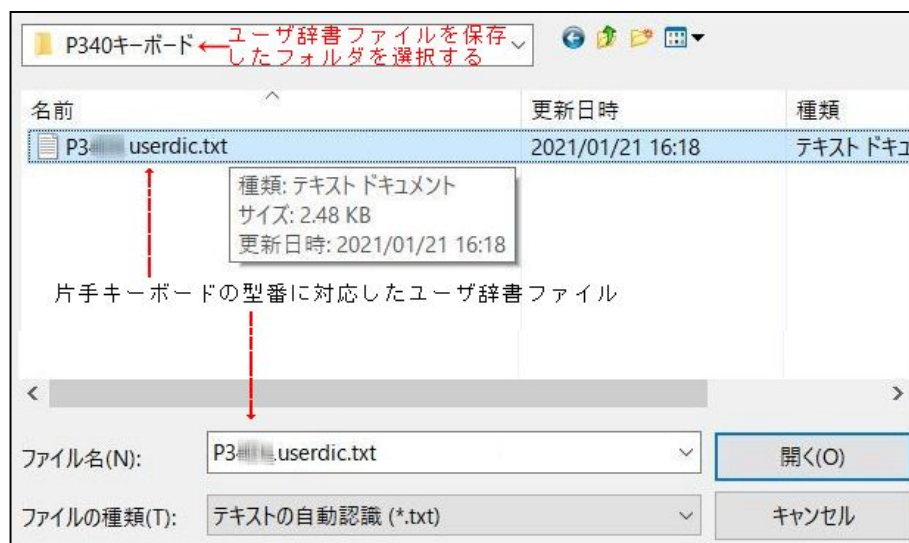 P340キーボード
ユーザ辞書ファイルを保存
したフォルダを選択する
名前 更新日時 種類
P3 userdic.txt 2021/01/21 16:18 テキスト ドキュ
種類: テキスト ドキュメント
サイズ: 2.48 KB
更新日時: 2021/01/21 16:18
片手キーボードの型番に対応したユーザ辞書ファイル
ファイル名(N): P3 userdic.txt 開く(O)
ファイルの種類(T): テキストの自動認識 (*.txt) キャンセル